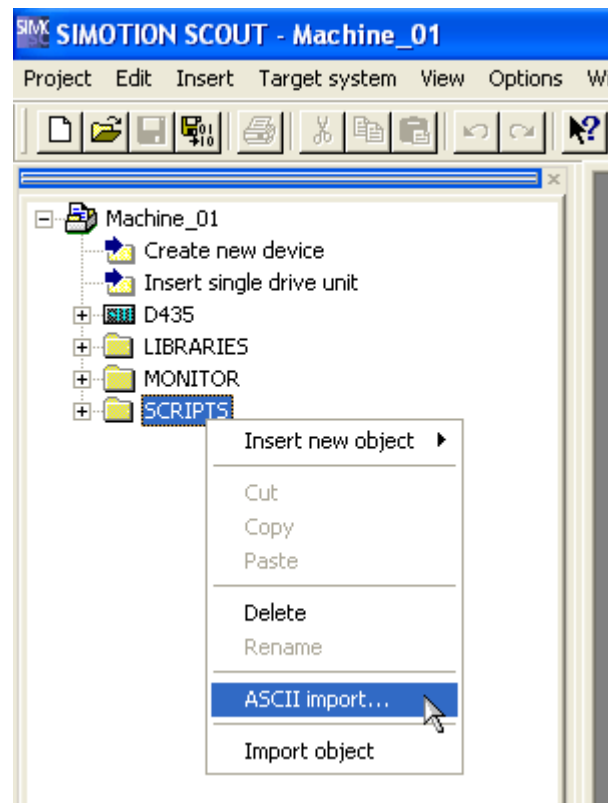 SIMOTION SCOUT - Machine_01
Project Edit Insert Target system View Options Wi
Machine_01
Create new device
Insert single drive unit
D435
LIBRARIES
MONITOR
SCRIPTS
Insert new object
Cut
Copy
Paste
Delete
Rename
ASCII import...
Import object